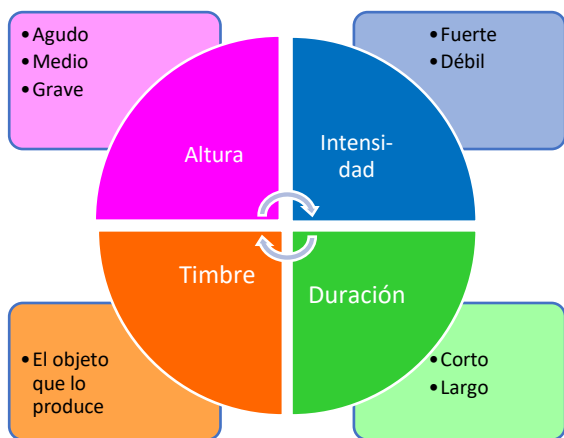 • Agudo
• Medio
• Grave
• Fuerte
• Débil
Altura
Intensi-
dad
Timbre
Duración
• El objeto
que lo
produce
• Corto
• Largo